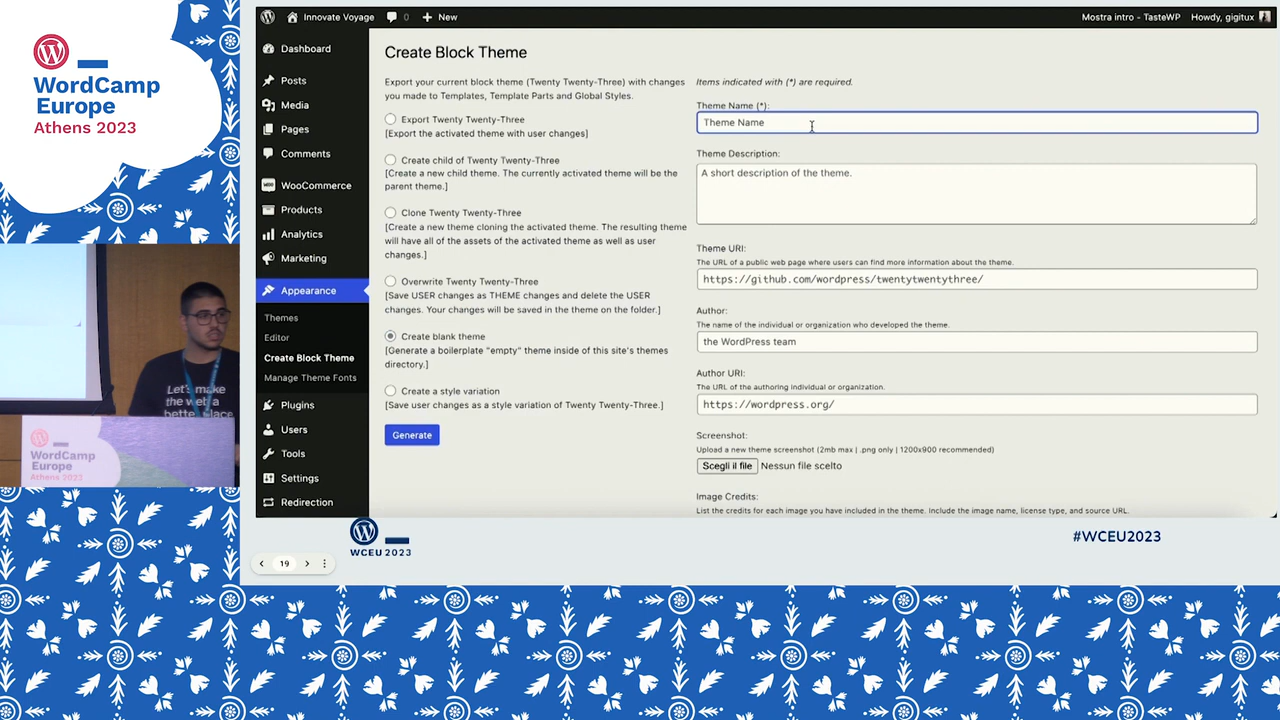 WordCamp
Europe
Athens 2023
Innovate Voyage
0
New
Mostra intro - TasteWP
Howdy, gigitux
Dashboard
Posts
Media
Pages
Comments
WooCommerce
Products
Analytics
Marketing
Appearance
Themes
Editor
Create Block Theme
Manage Theme Fonts
Plugins
Users
Tools
Settings
Redirection
Create Block Theme
Export your current block theme (Twenty Twenty-Three) with changes
you made to Templates, Template Parts and Global Styles.
Export Twenty Twenty-Three
[Export the activated theme with user changes]
Create child of Twenty Twenty-Three
[Create a new child theme. The currently activated theme will be the
parent theme.]
Clone Twenty Twenty-Three
[Create a new theme cloning the activated theme. The resulting theme
will have all of the assets of the activated theme as well as user
changes.]
Overwrite Twenty Twenty-Three
[Save USER changes as THEME changes and delete the USER
changes. Your changes will be saved in the theme on the folder.]
Create blank theme
[Generate a boilerplate "empty" theme inside of this site's themes
directory.]
Create a style variation
[Save user changes as a style variation of Twenty Twenty-Three.]
Generate
Items indicated with (*) are required.
Theme Name (*):
Theme Name
Theme Description:
A short description of the theme.
Theme URI:
The URL of a public web page where users can find more information about the theme.
https://github.com/wordpress/twentytwentythree/
Author:
The name of the individual or organization who developed the theme.
the WordPress team
Author URI:
The URL of the authoring individual or organization.
https://wordpress.org/
Screenshot:
Upload a new theme screenshot (2mb max | .png only | 1200x900 recommended)
Scegli il file Nessun file scelto
Image Credits:
List the credits for each image you have included in the theme. Include the image name, license type, and source URL.
Let's make
the web a
better place
WordCamp
Europe
Athens 2023
WCEU 2023
#WCEU2023
19